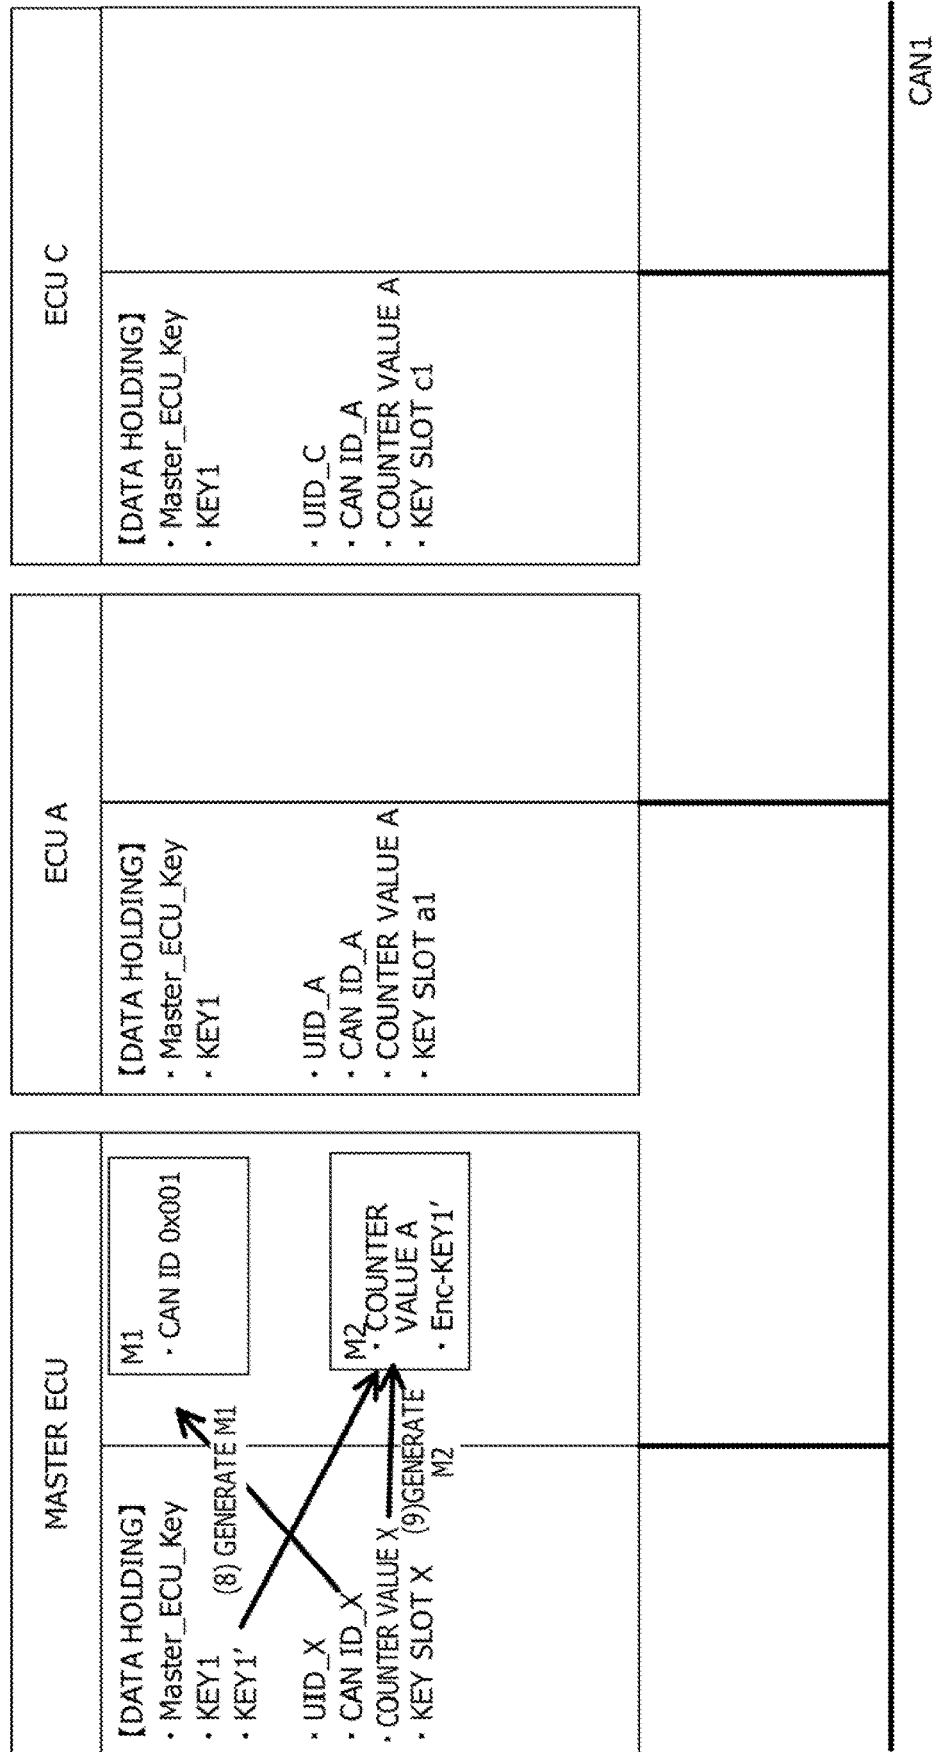 MASTER ECU
【DATA HOLDING】
・Master_ECU_Key
・KEY1
・KEY1′
・UID_X
・CAN ID_X
・COUNTER VALUE X
・KEY SLOT X
(8) GENERATE M1
(9)GENERATE
M2
M1
・CAN ID 0x001
M2
・COUNTER
VALUE A
・Enc-KEY1′
ECU A
【DATA HOLDING】
・Master_ECU_Key
・KEY1
・UID_A
・CAN ID_A
・COUNTER VALUE A
・KEY SLOT a1
ECU C
【DATA HOLDING】
・Master_ECU_Key
・KEY1
・UID_C
・CAN ID_A
・COUNTER VALUE A
・KEY SLOT c1
CAN1